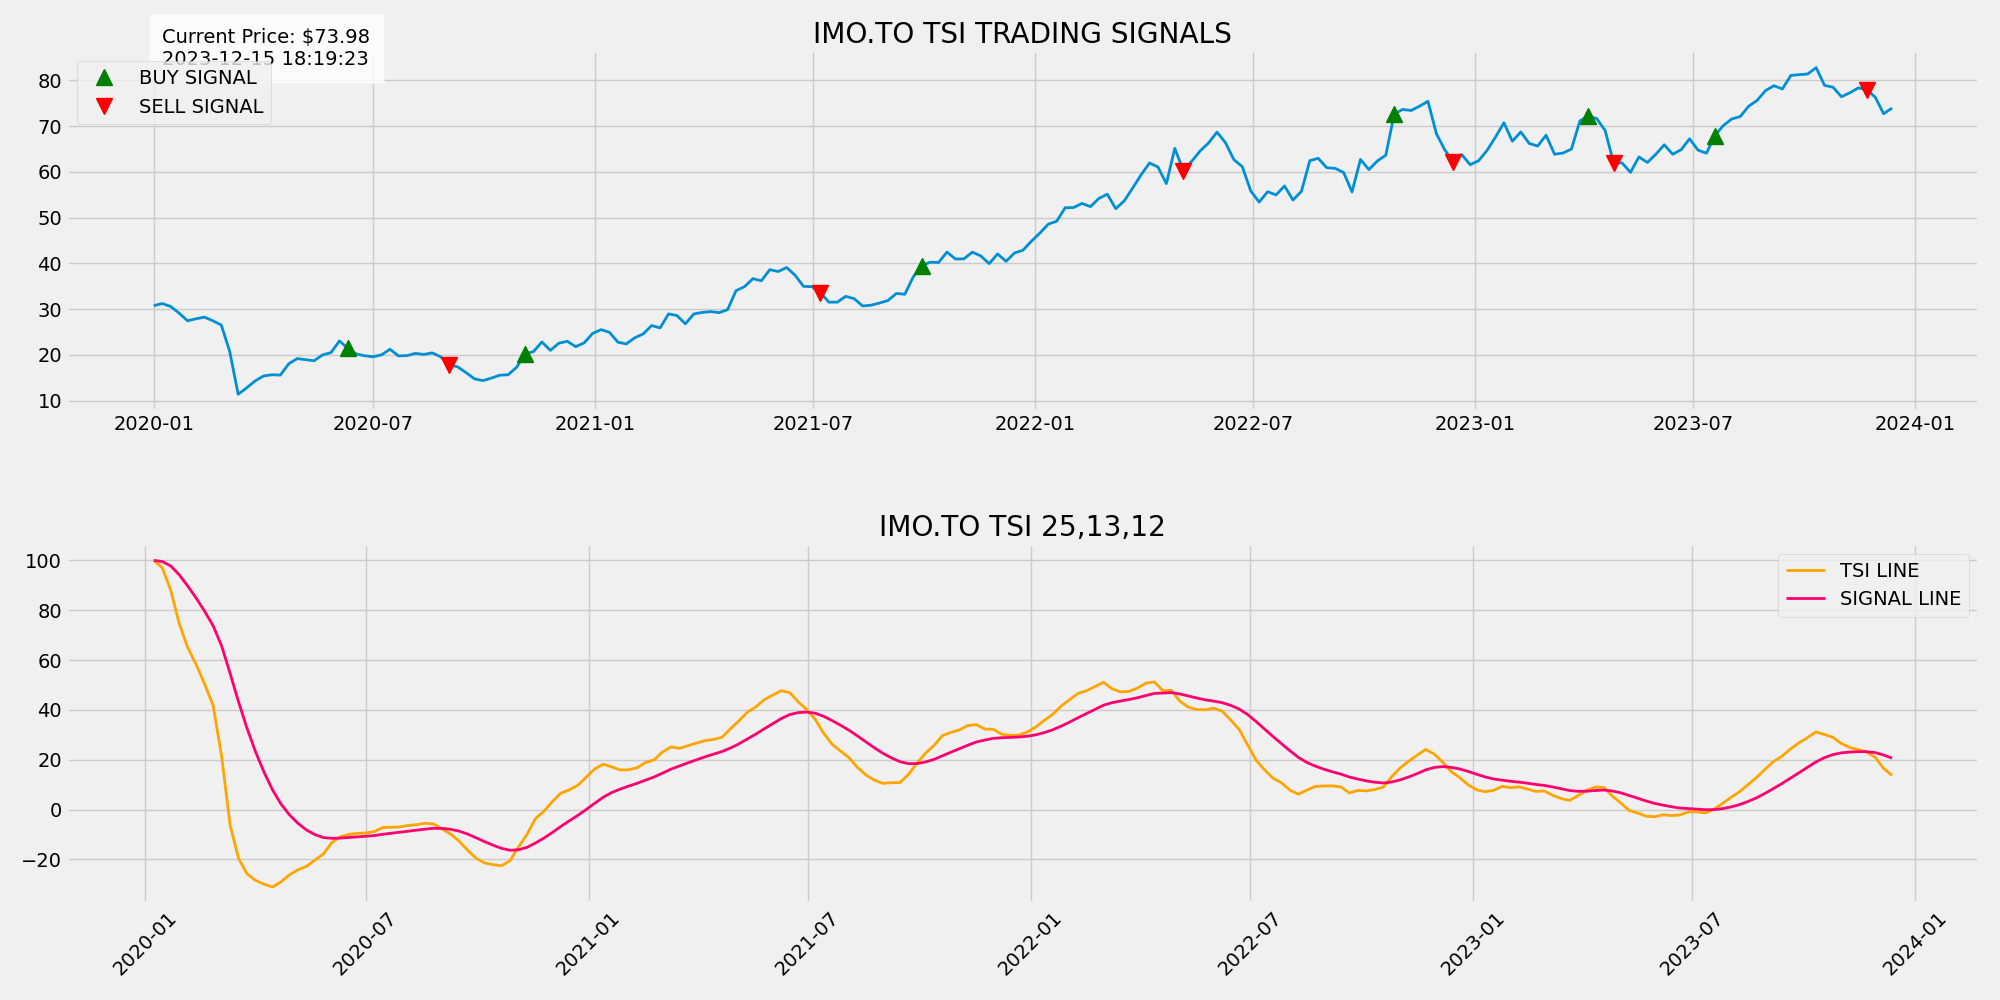 IMO.TO TSI TRADING SIGNALS
Current Price: $73.98
2023-12-15 18:19:23
BUY SIGNAL
SELL SIGNAL
80
70
60
50
40
30
20
10
2020-01 2020-07 2021-01 2021-07 2022-01 2022-07 2023-01 2023-07 2024-01
IMO.TO TSI 25,13,12
TSI LINE
SIGNAL LINE
100
80
60
40
20
0
−20
2020-01 2020-07 2021-01 2021-07 2022-01 2022-07 2023-01 2023-07 2024-01